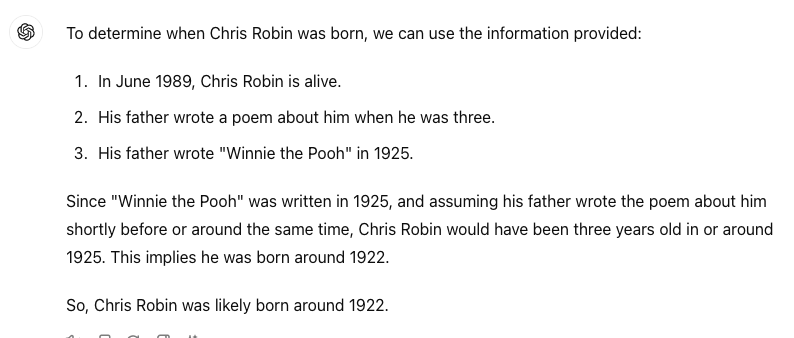 To determine when Chris Robin was born, we can use the information provided:
1. In June 1989, Chris Robin is alive.
2. His father wrote a poem about him when he was three.
3. His father wrote "Winnie the Pooh" in 1925.
Since "Winnie the Pooh" was written in 1925, and assuming his father wrote the poem about him
shortly before or around the same time, Chris Robin would have been three years old in or around
1925. This implies he was born around 1922.
So, Chris Robin was likely born around 1922.